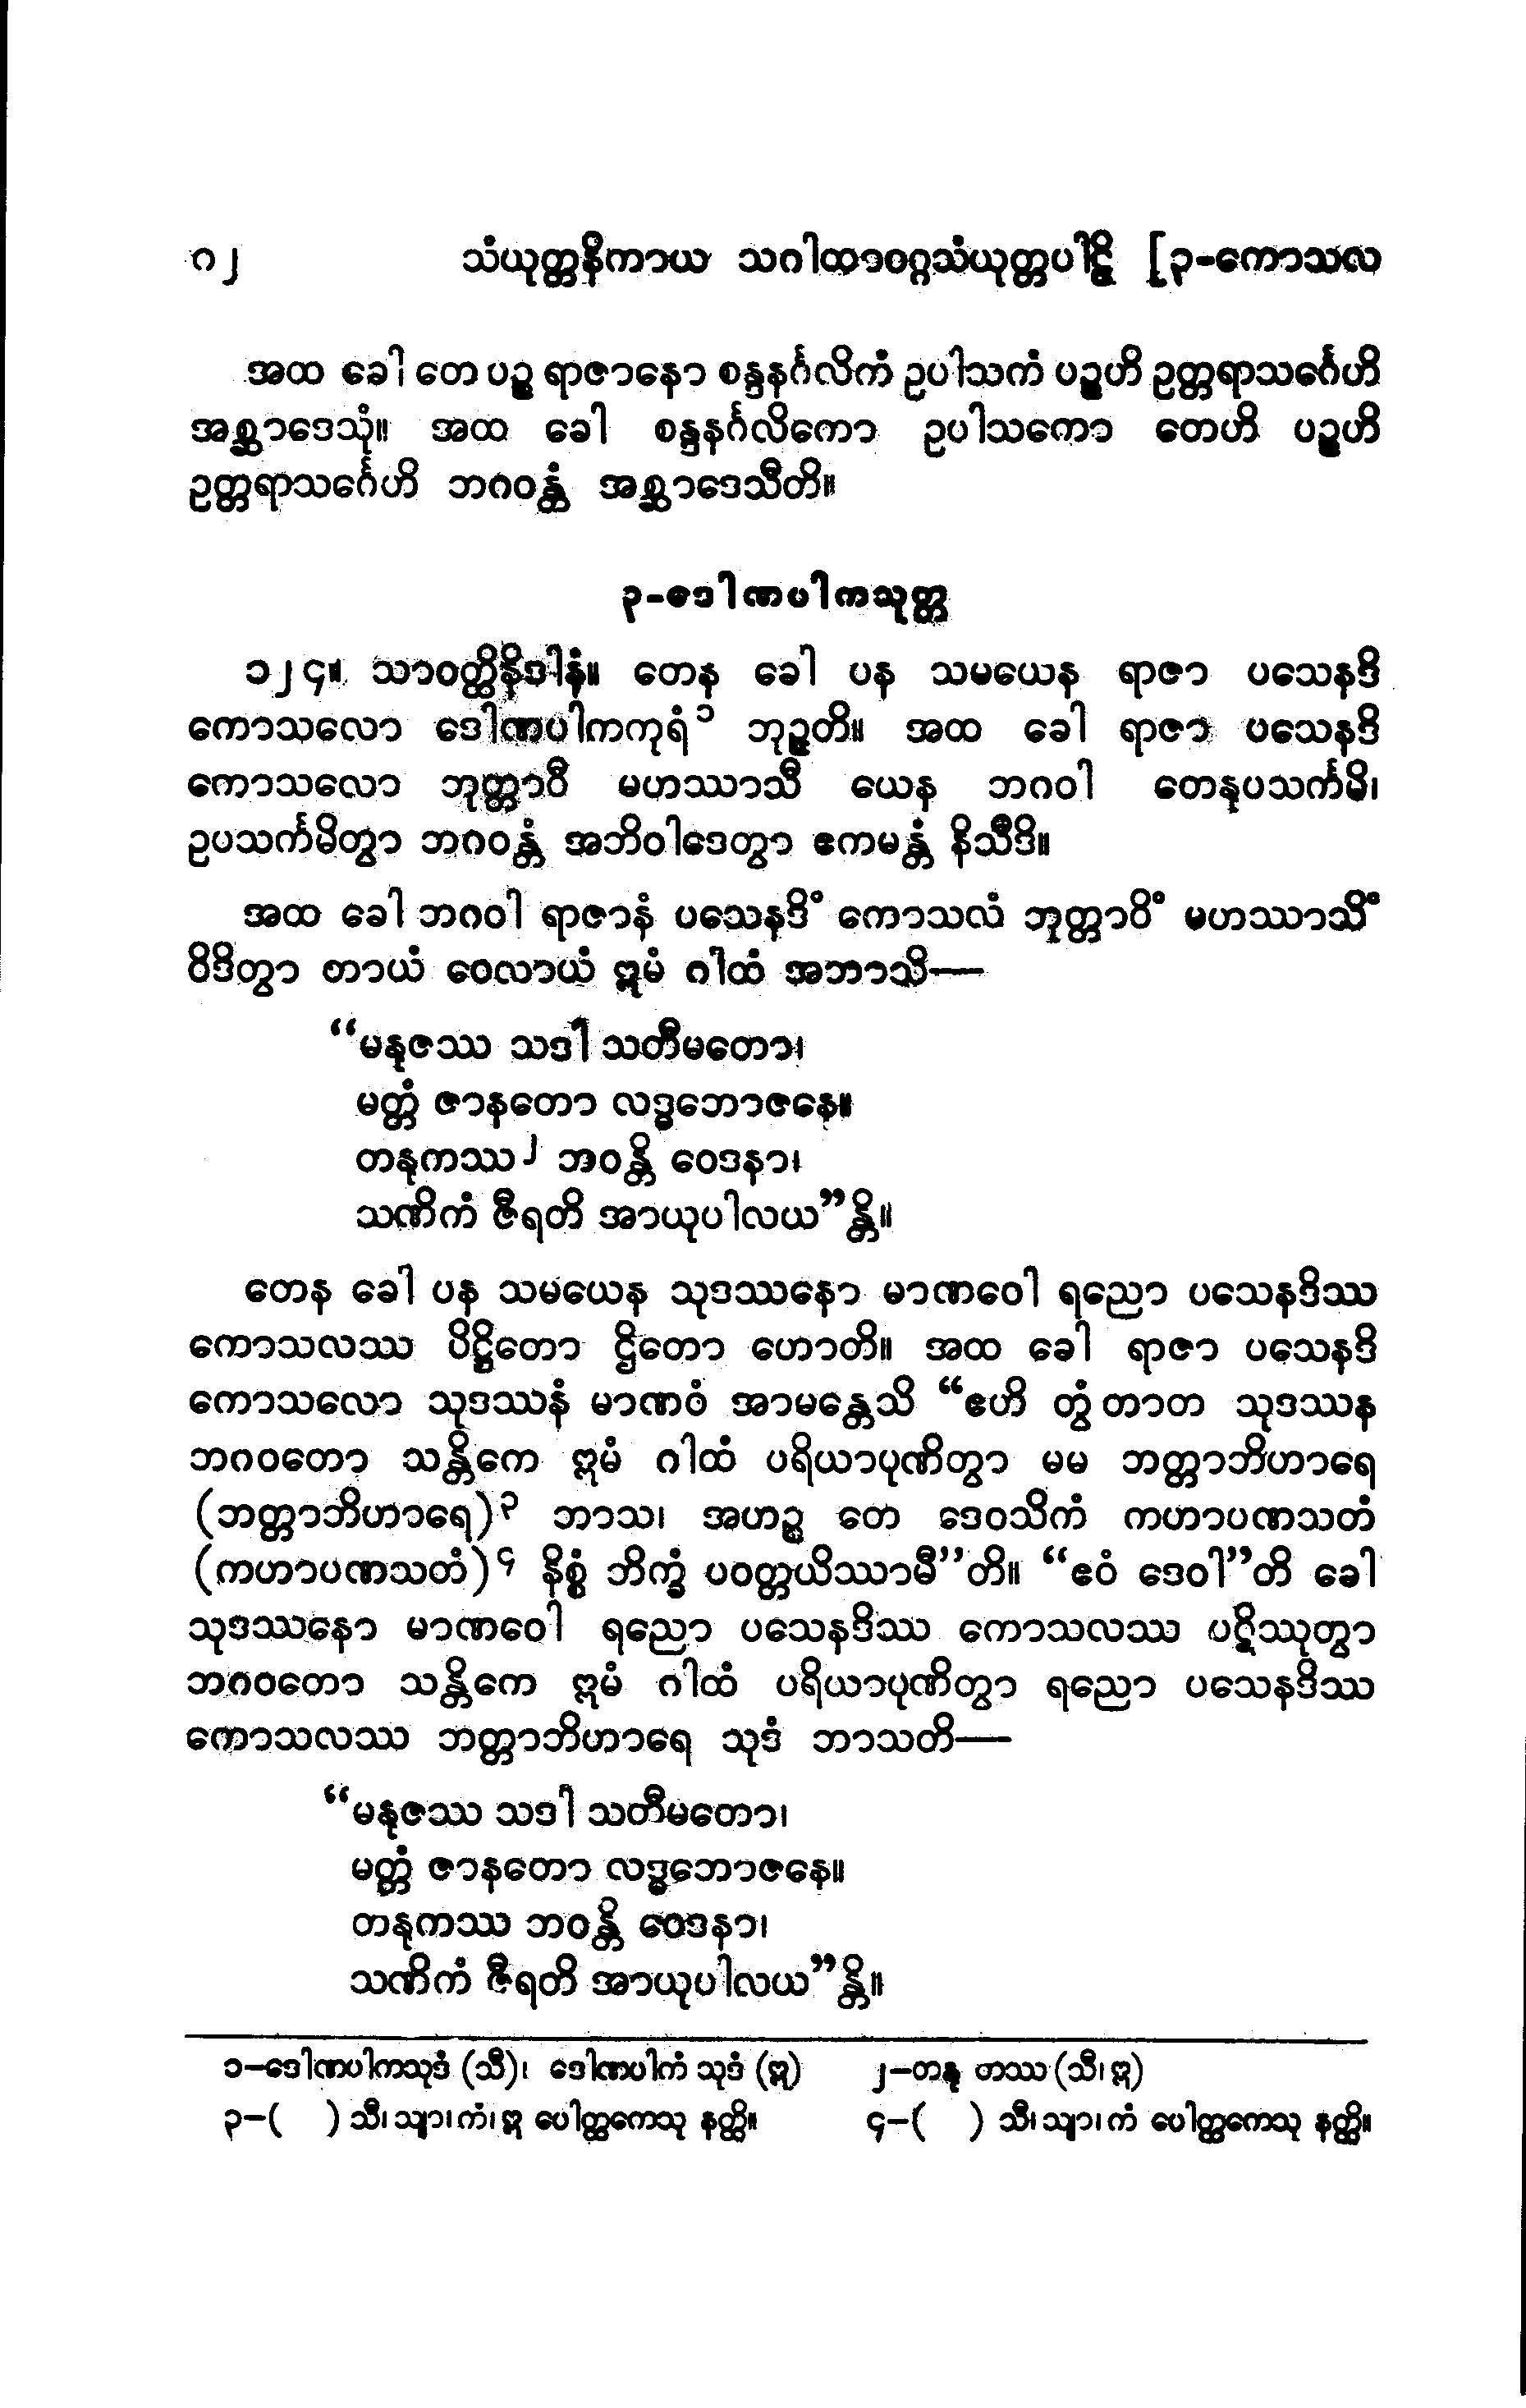 ၈၂ သံယုတ္တနိကာယ သဂါထာဝဂ္ဂသံယုတ္တပါဠိ [၃-ကောသလ
အထ ခေါ တေ ပဉ္စ ရာဇာနော စန္ဒနင်္ဂလိကံ ဥပါသကံ ပဉ္စဟိ ဥတ္တရာသင်္ဂေဟိ
အစ္ဆာဒေသုံ။ အထ ခေါ စန္ဒနင်္ဂလိကော ဥပါသကော တေဟိ ပဉ္စဟိ
ဥတ္တရာသင်္ဂေဟိ ဘဂဝန္တံ အစ္ဆာဒေသီတိ။
၃-ဒေါဏပါကသုတ္တ
၁၂၄။ သာဝတ္ထိနိဒါနံ။ တေန ခေါ ပန သမယေန ရာဇာ ပသေနဒိ
ကောသလော ဒေါဏပါကကုရံ၁ ဘုဉ္ဇတိ။ အထ ခေါ ရာဇာ ပသေနဒိ
ကောသလော ဘုတ္တာဝီ မဟဿာသီ ယေန ဘဂဝါ တေနုပသင်္ကမိ၊
ဥပသင်္ကမိတွာ ဘဂဝန္တံ အဘိဝါဒေတွာ ဧကမန္တံ နိသီဒိ။
အထ ခေါ ဘဂဝါ ရာဇာနံ ပသေနဒိံ ကောသလံ ဘုတ္တာဝိံ မဟဿာသိံ
ဝိဒိတွာ တာယံ ဝေလာယံ ဣမံ ဂါထံ အဘာသိ—
“မနုဇဿ သဒါ သတီမတော၊
မတ္တံ ဇာနတော လဒ္ဓဘောဇနေ။
တနုကဿ၂ ဘဝန္တိ ဝေဒနာ၊
သဏိကံ ဇီရတိ အာယုပါလယ”န္တိ။
တေန ခေါ ပန သမယေန သုဒဿနော မာဏဝေါ ရညော ပသေနဒိဿ
ကောသလဿ ပိဋ္ဌိတော ဌိတော ဟောတိ။ အထ ခေါ ရာဇာ ပသေနဒိ
ကောသလော သုဒဿနံ မာဏဝံ အာမန္တေသိ “ဧဟိ တွံ တာတ သုဒဿန
ဘဂဝတော သန္တိကေ ဣမံ ဂါထံ ပရိယာပုဏိတွာ မမ ဘတ္တာဘိဟာရေ
(ဘတ္တာဘိဟာရေ)၃ ဘာသ၊ အဟဉ္စ တေ ဒေဝသိကံ ကဟာပဏသတံ
(ကဟာပဏသတံ)၄ နိစ္စံ ဘိက္ခံ ပဝတ္တယိဿာမီ”တိ။ “ဧဝံ ဒေဝါ”တိ ခေါ
သုဒဿနော မာဏဝေါ ရညော ပသေနဒိဿ ကောသလဿ ပဋိဿုတွာ
ဘဂဝတော သန္တိကေ ဣမံ ဂါထံ ပရိယာပုဏိတွာ ရညော ပသေနဒိဿ
ကောသလဿ ဘတ္တာဘိဟာရေ သုဒံ ဘာသတိ—
“မနုဇဿ သဒါ သတီမတော၊
မတ္တံ ဇာနတော လဒ္ဓဘောဇနေ။
တနုကဿ ဘဝန္တိ ဝေဒနာ၊
သဏိကံ ဇီရတိ အာယုပါလယ”န္တိ။
၁−ဒေါဏပါကသုဒံ (သီ)၊ ဒေါဏပါကံ သုဒံ (ဣ) ၂−တနု တဿ (သီ၊ ဣ)
၃−( ) သီ၊ သျာ၊ ကံ၊ ဣ ပေါတ္ထကေသု နတ္ထိ။ ၄−( ) သီ၊ သျာ၊ ကံ ပေါတ္ထကေသု နတ္ထိ။